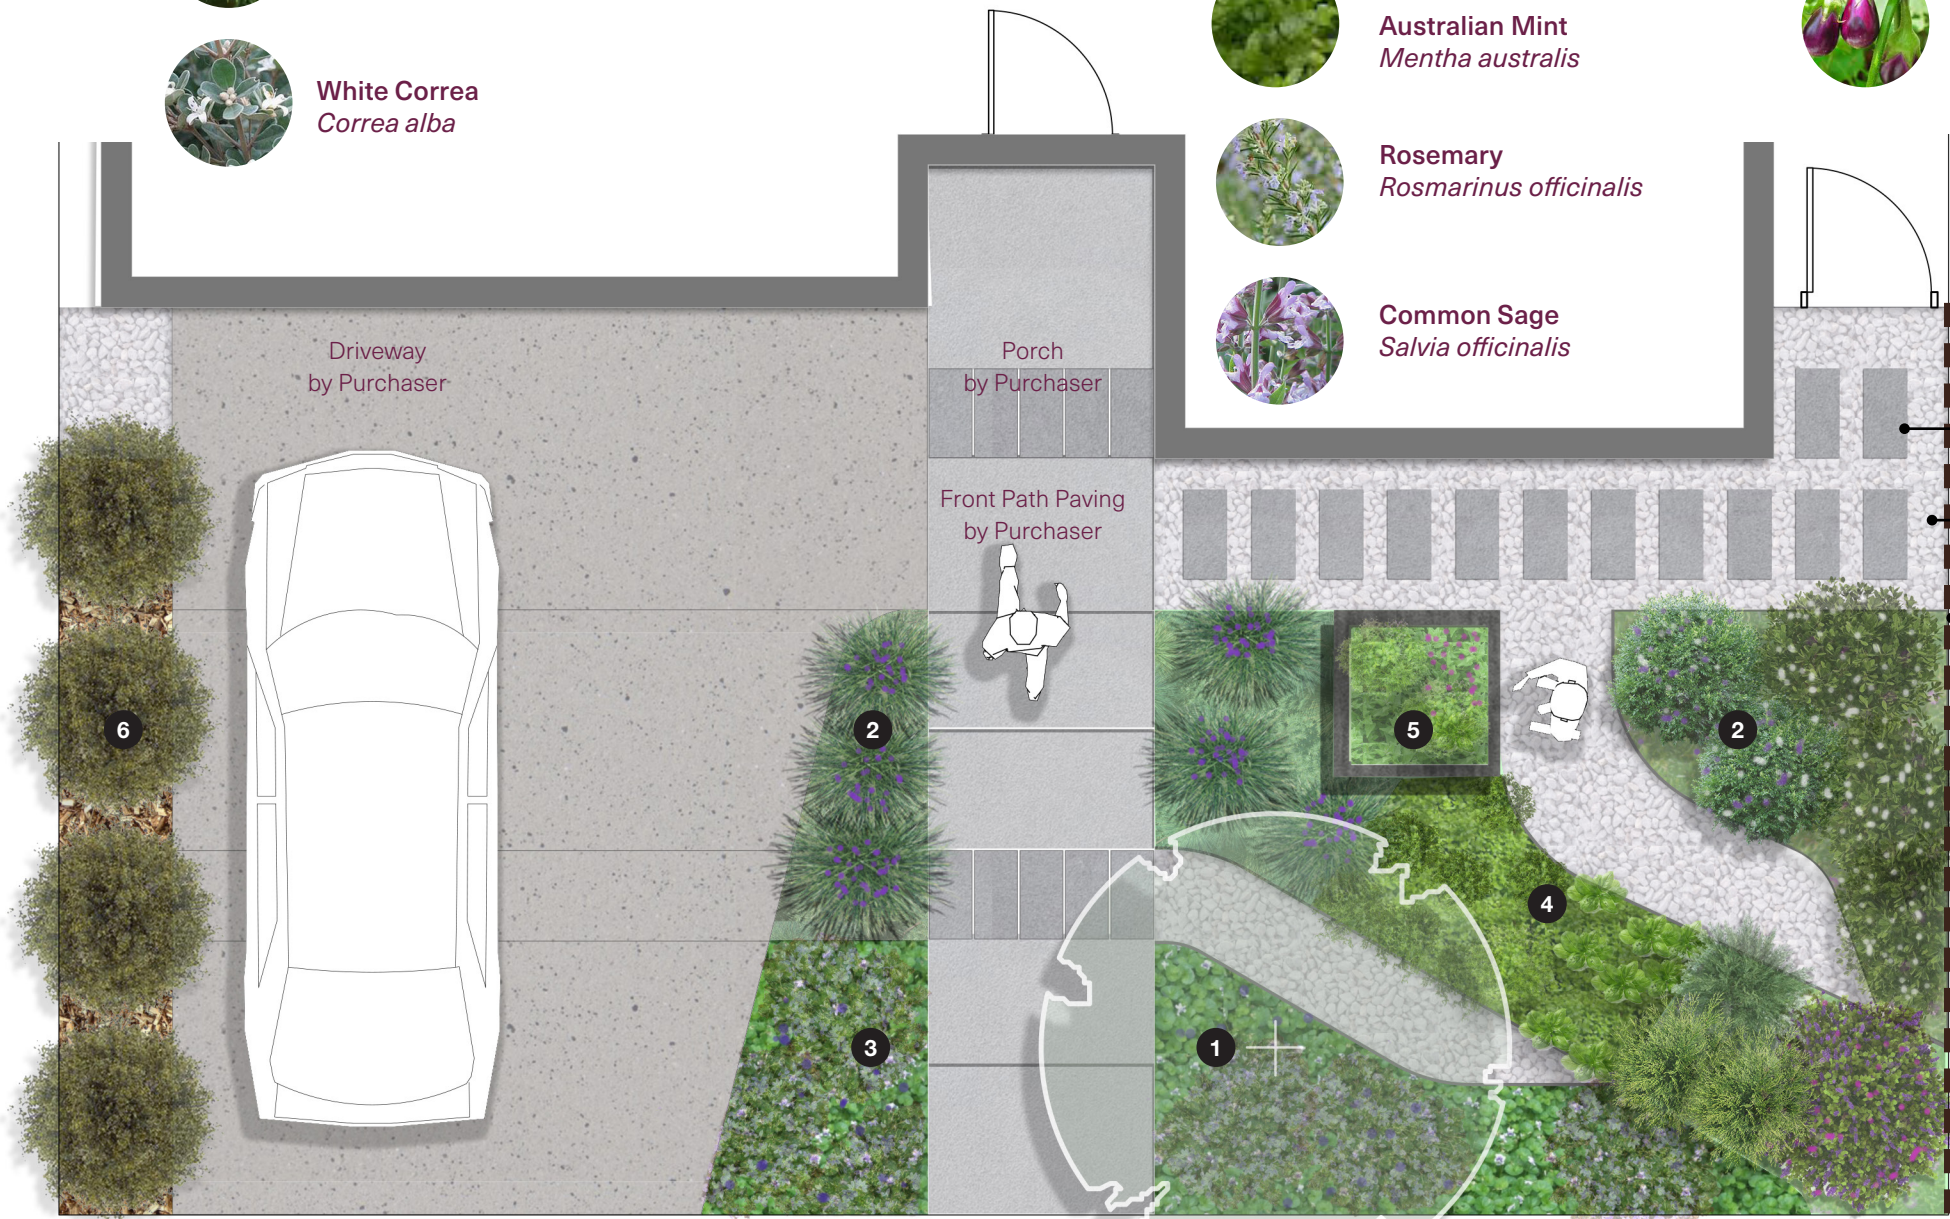 White Correa
Correa alba
Australian Mint
Mentha australis
Rosemary
Rosmarinus officinalis
Common Sage
Salvia officinalis
Driveway
by Purchaser
Porch
by Purchaser
Front Path Paving
by Purchaser
6
2
5
2
4
3
1